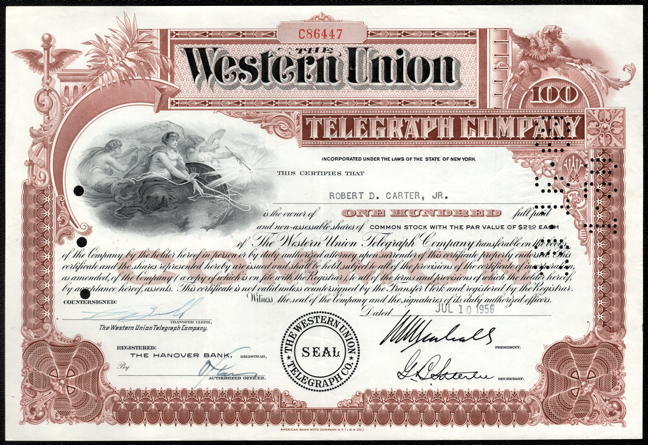 C86447
THE
Western Union
100
TELEGRAPH COMPANY
INCORPORATED UNDER THE LAWS OF THE STATE OF NEW YORK.
THIS CERTIFIES THAT
STATE
ROBERT D. CARTER, JR.
is the owner of ONE HUNDRED full paid
and non-assessable shares of COMMON STOCK WITH THE PAR VALUE OF $2½ EACH
of The Western Union Telegraph Company transferable on
of the Company by the holder hereof in person or by duly authorized attorney upon surrender of this certificate properly endorsed. This
certificate and the shares represented hereby are issued and shall be held subject to all of the provisions of the certificate of incorporation,
as amended, of the Company (a copy of which is on file with the Registrar), to all of the terms and provisions of which the holder hereof,
by acceptance hereof, assents. This certificate is not valid unless countersigned by the Transfer Clerk and registered by the Registrar.
Witness the seal of the Company and the signatures of its duly authorized officers.
COUNTERSIGNED:
Dated JUL 10 1956
TRANSFER CLERK,
The Western Union Telegraph Company.
THE WESTERN UNION
SEAL
TELEGRAPH CO.
PRESIDENT.
REGISTERED:
THE HANOVER BANK, REGISTRAR,
By
AUTHORIZED OFFICER.
SECRETARY.
AMERICAN BANK NOTE COMPANY.